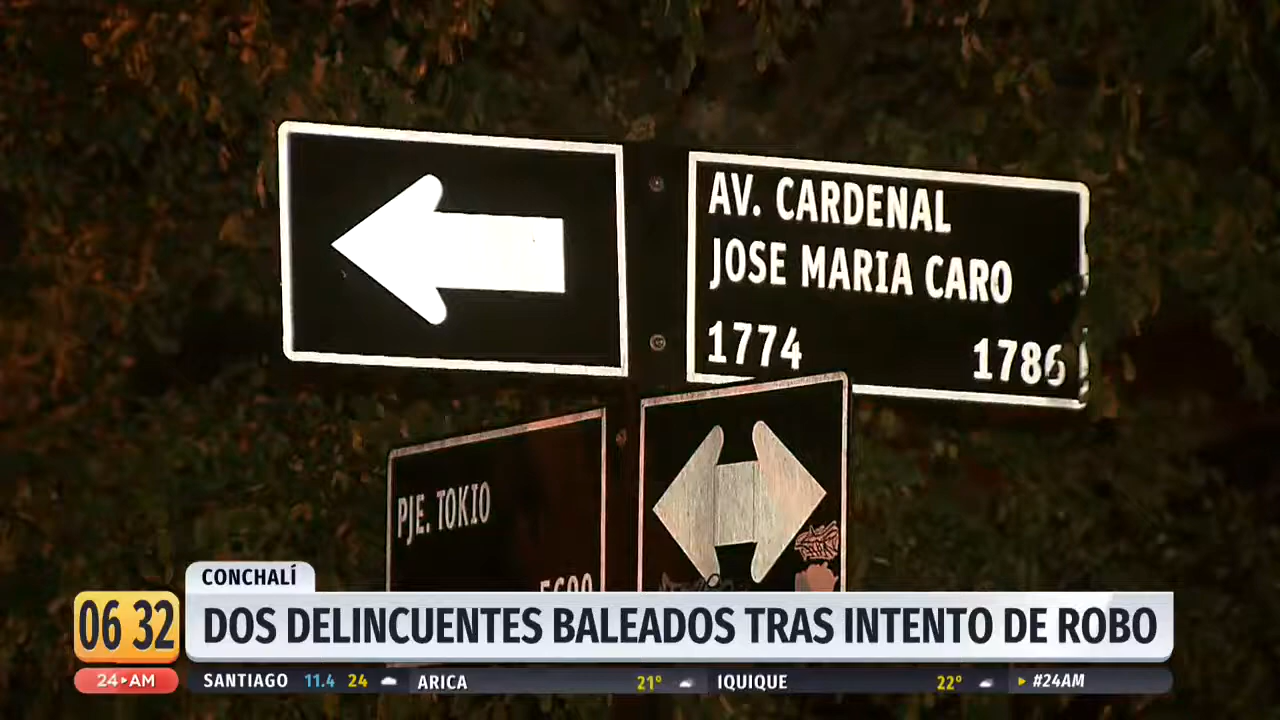 AV. CARDENAL
JOSE MARIA CARO
1774 1786
PJE. TOKIO
CONCHALÍ
06 32
DOS DELINCUENTES BALEADOS TRAS INTENTO DE ROBO
24 AM
SANTIAGO 11.4 24 ARICA 21° IQUIQUE 22° #24AM